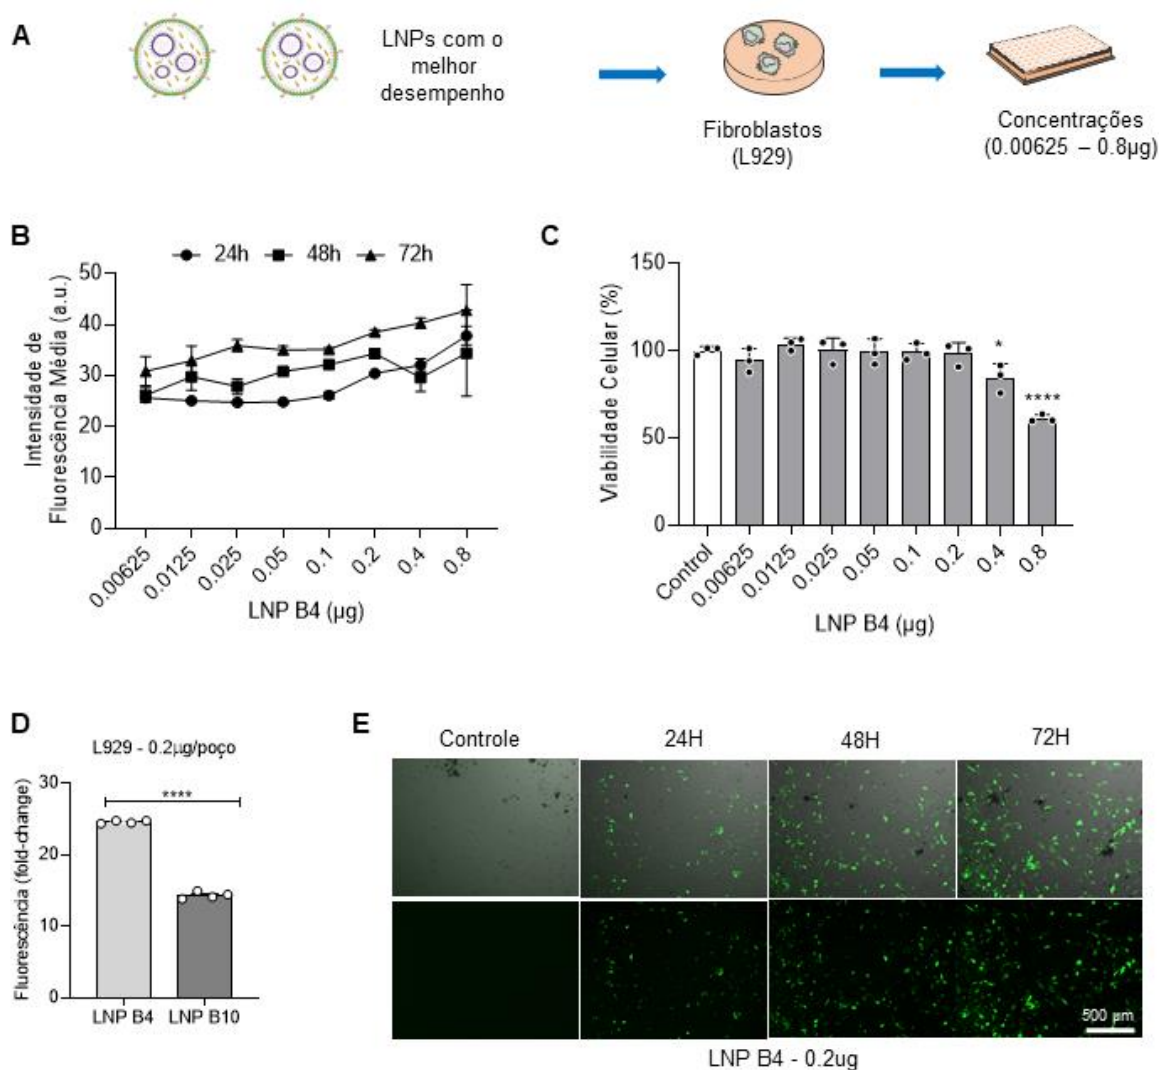 A
LNPs com o
melhor
desempenho
Fibroblastos
(L929)
Concentrações
(0.00625 – 0.8µg)
B
24h 48h 72h
Intensidade de
Fluorescência Média (a.u.)
50
40
30
20
10
0
0.00625 0.0125 0.025 0.05 0.1 0.2 0.4 0.8
LNP B4 (µg)
C
Viabilidade Celular (%)
150
100
50
0
* ****
Control 0.00625 0.0125 0.025 0.05 0.1 0.2 0.4 0.8
LNP B4 (µg)
D
L929 - 0.2µg/poço
Fluorescência (fold-change)
30
20
10
0
****
LNP B4 LNP B10
E
Controle 24H 48H 72H
500 µm
LNP B4 - 0.2ug